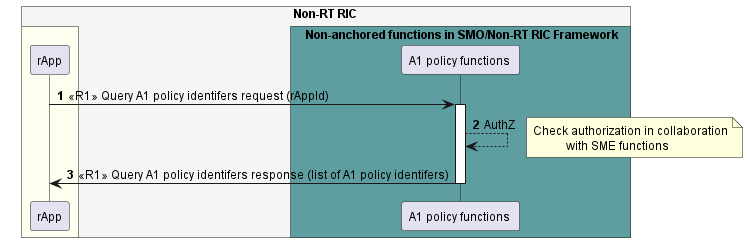 Non-RT RIC
Non-anchored functions in SMO/Non-RT RIC Framework
rApp
A1 policy functions
1 «R1» Query A1 policy identifers request (rAppId)
2 AuthZ
Check authorization in collaboration
with SME functions
3 «R1» Query A1 policy identifers response (list of A1 policy identifers)
rApp
A1 policy functions